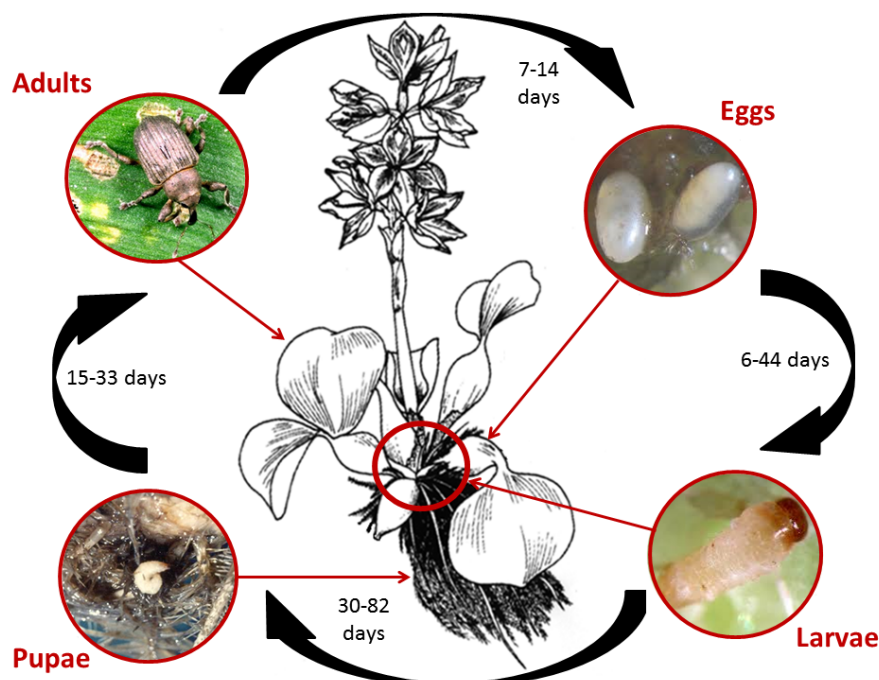 Adults
7-14
days
Eggs
15-33 days
6-44 days
30-82
days
Pupae
Larvae